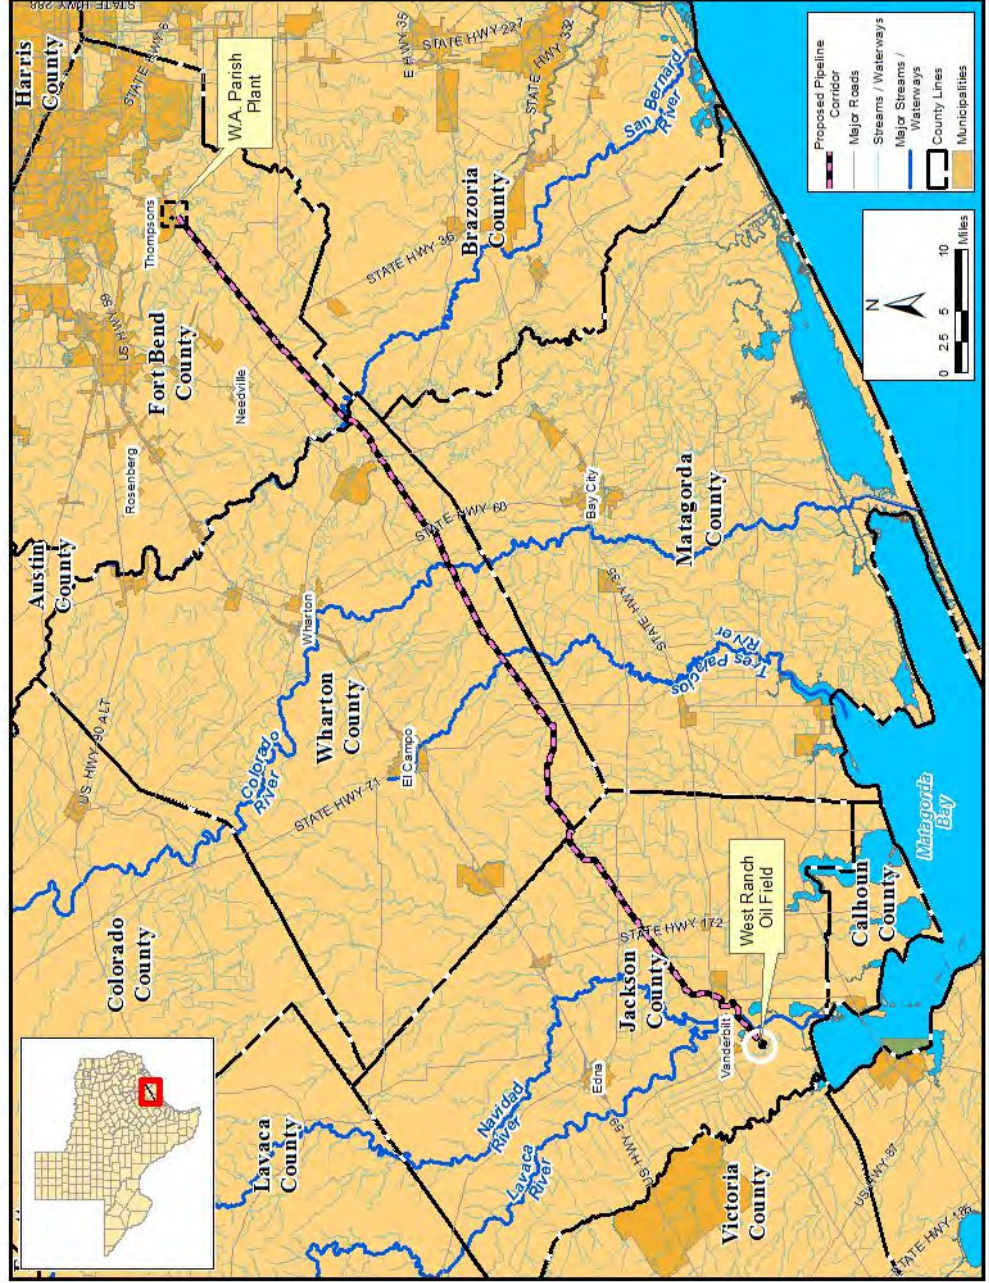 Harris
County
Austin
County
STATE HWY 288
STATE HWY 6
US HWY 90 ALT
US HWY 59
Colorado
County
Rosenberg
Thompsons
Fort Bend
County
W.A. Parish
Plant
Needville
Lavaca
County
Colorado
River
STATE HWY 71
Wharton
Wharton
County
El Campo
E HWY 35
STATE HWY 227
STATE HWY 332
STATE HWY 36
STATE HWY 60
Brazoria
County
Navidad
River
Lavaca
River
Edna
US HWY 59
Jackson
County
STATE HWY 172
Bay City
STATE HWY 35
San Bernard
River
Matagorda
County
Tres Palacios
River
Vanderbilt
West Ranch
Oil Field
Victoria
County
Calhoun
County
US HWY 87
STATE HWY 185
Matagorda
Bay
N
0 2.5 5 10
Miles
Proposed Pipeline
Corridor
Major Roads
Streams / Waterways
Major Streams /
Waterways
County Lines
Municipalities